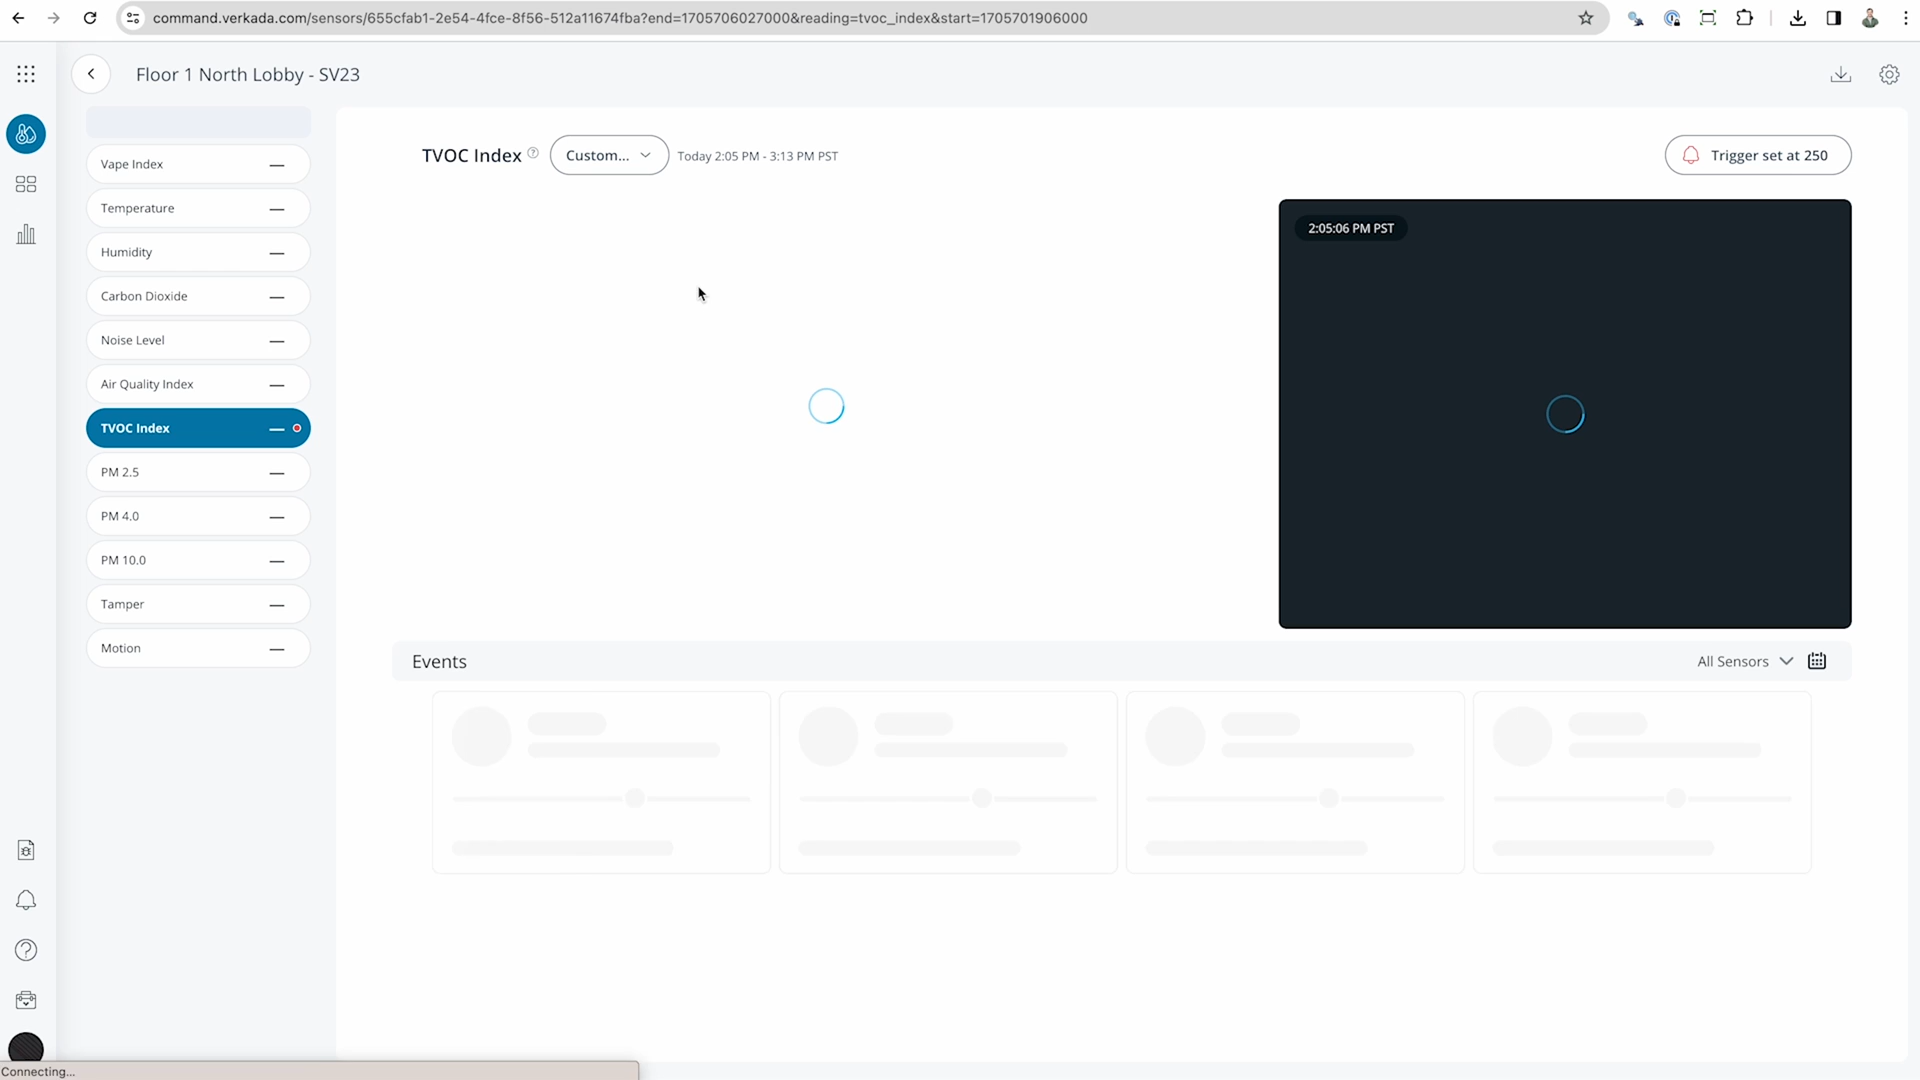 command.verkada.com/sensors/655cfab1-2e54-4fce-8f56-512a11674fba?end=1705706027000&reading=tvoc_index&start=1705701906000
Floor 1 North Lobby - SV23
Vape Index —
Temperature —
Humidity —
Carbon Dioxide —
Noise Level —
Air Quality Index —
TVOC Index —
PM 2.5 —
PM 4.0 —
PM 10.0 —
Tamper —
Motion —
TVOC Index ? Custom... Today 2:05 PM - 3:13 PM PST
Trigger set at 250
2:05:06 PM PST
Events
All Sensors
Connecting...